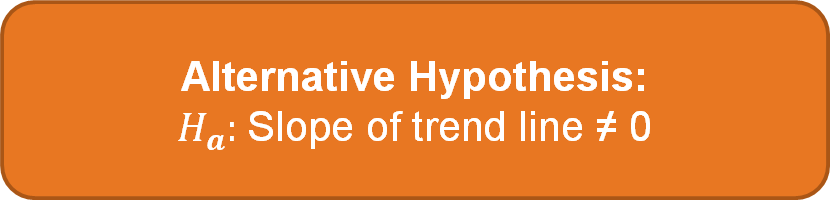 Alternative Hypothesis:
Hₐ: Slope of trend line ≠ 0